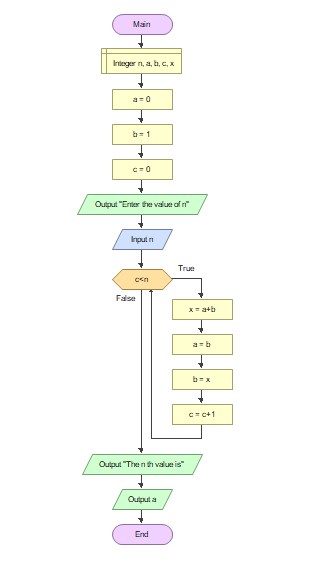 Main
Integer n, a, b, c, x
a = 0
b = 1
c = 0
Output "Enter the value of n"
Input n
c<n
True
False
x = a+b
a = b
b = x
c = c+1
Output "The n th value is"
Output a
End